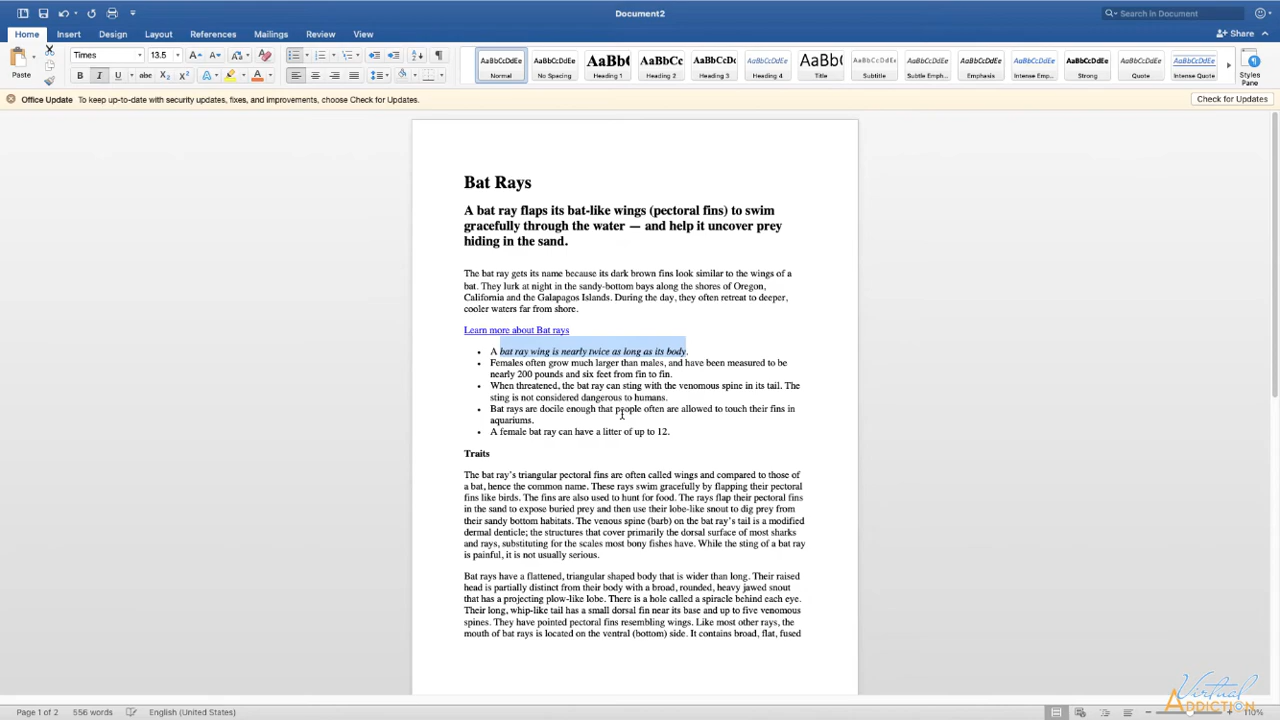 Document2
Search in Document
Home Insert Design Layout References Mailings Review View
Share
Paste
Times 13.5
AaBbCcDdEe AaBbCcDdEe AaBbC AaBbCc AaBbCcDc AaBbCcDdEe AaBb( AaBbCcDdEe AaBbCcDdEe AaBbCcDdEe AaBbCcDdEe AaBbCcDdEe AaBbCcDdEe AaBbCcDdEe
Normal No Spacing Heading 1 Heading 2 Heading 3 Heading 4 Title Subtitle Subtle Emph... Emphasis Intense Emp... Strong Quote Intense Quot...
Styles
Pane
Office Update To keep up-to-date with security updates, fixes, and improvements, choose Check for Updates.
Check for Updates
Bat Rays
A bat ray flaps its bat-like wings (pectoral fins) to swim
gracefully through the water — and help it uncover prey
hiding in the sand.
The bat ray gets its name because its dark brown fins look similar to the wings of a
bat. They lurk at night in the sandy-bottom bays along the shores of Oregon,
California and the Galapagos Islands. During the day, they often retreat to deeper,
cooler waters far from shore.
Learn more about Bat rays
• A bat ray wing is nearly twice as long as its body.
• Females often grow much larger than males, and have been measured to be
nearly 200 pounds and six feet from fin to fin.
• When threatened, the bat ray can sting with the venomous spine in its tail. The
sting is not considered dangerous to humans.
• Bat rays are docile enough that people often are allowed to touch their fins in
aquariums.
• A female bat ray can have a litter of up to 12.
Traits
The bat ray’s triangular pectoral fins are often called wings and compared to those of
a bat, hence the common name. These rays swim gracefully by flapping their pectoral
fins like birds. The fins are also used to hunt for food. The rays flap their pectoral fins
in the sand to expose buried prey and then use their lobe-like snout to dig prey from
their sandy bottom habitats. The venous spine (barb) on the bat ray’s tail is a modified
dermal denticle; the structures that cover primarily the dorsal surface of most sharks
and rays, substituting for the scales most bony fishes have. While the sting of a bat ray
is painful, it is not usually serious.
Bat rays have a flattened, triangular shaped body that is wider than long. Their raised
head is partially distinct from their body with a broad, rounded, heavy jawed snout
that has a projecting plow-like lobe. There is a hole called a spiracle behind each eye.
Their long, whip-like tail has a small dorsal fin near its base and up to five venomous
spines. They have pointed pectoral fins resembling wings. Like most other rays, the
mouth of bat rays is located on the ventral (bottom) side. It contains broad, flat, fused
Page 1 of 2 556 words English (United States)
110%
Virtual
ADDICTION